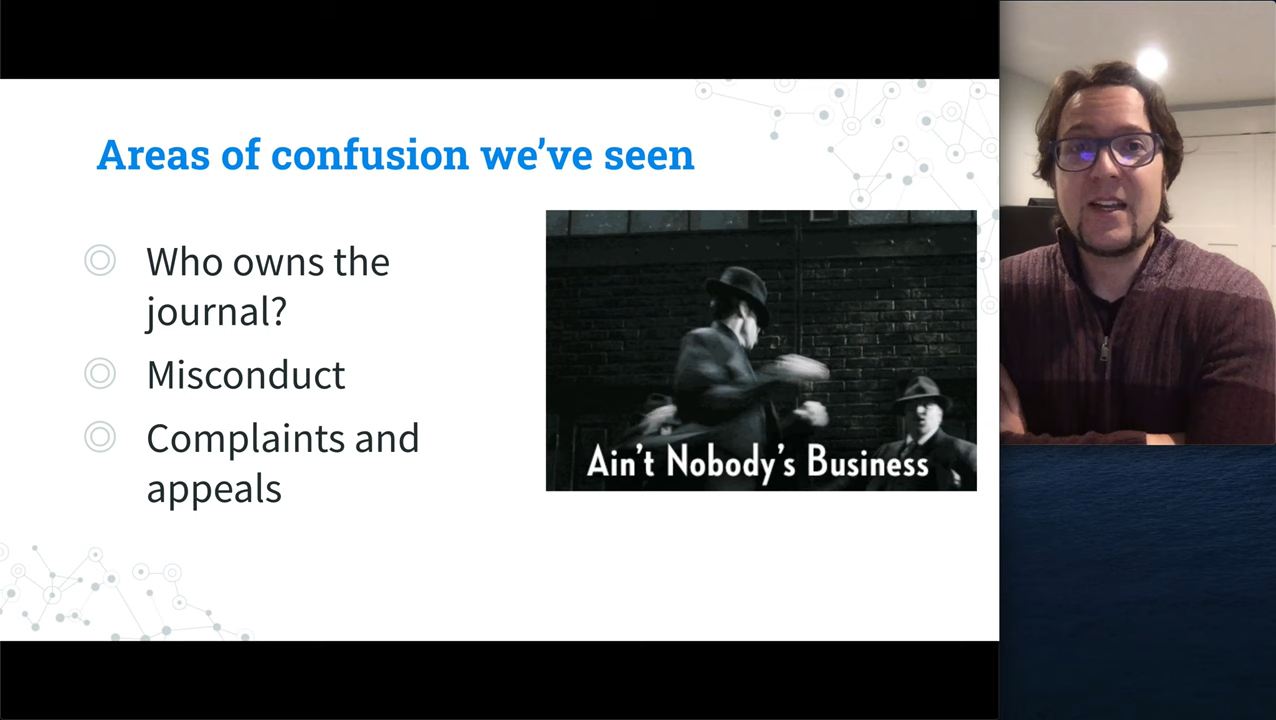 Areas of confusion we've seen
Who owns the
journal?
Misconduct
Complaints and
appeals
Ain't Nobody's Business